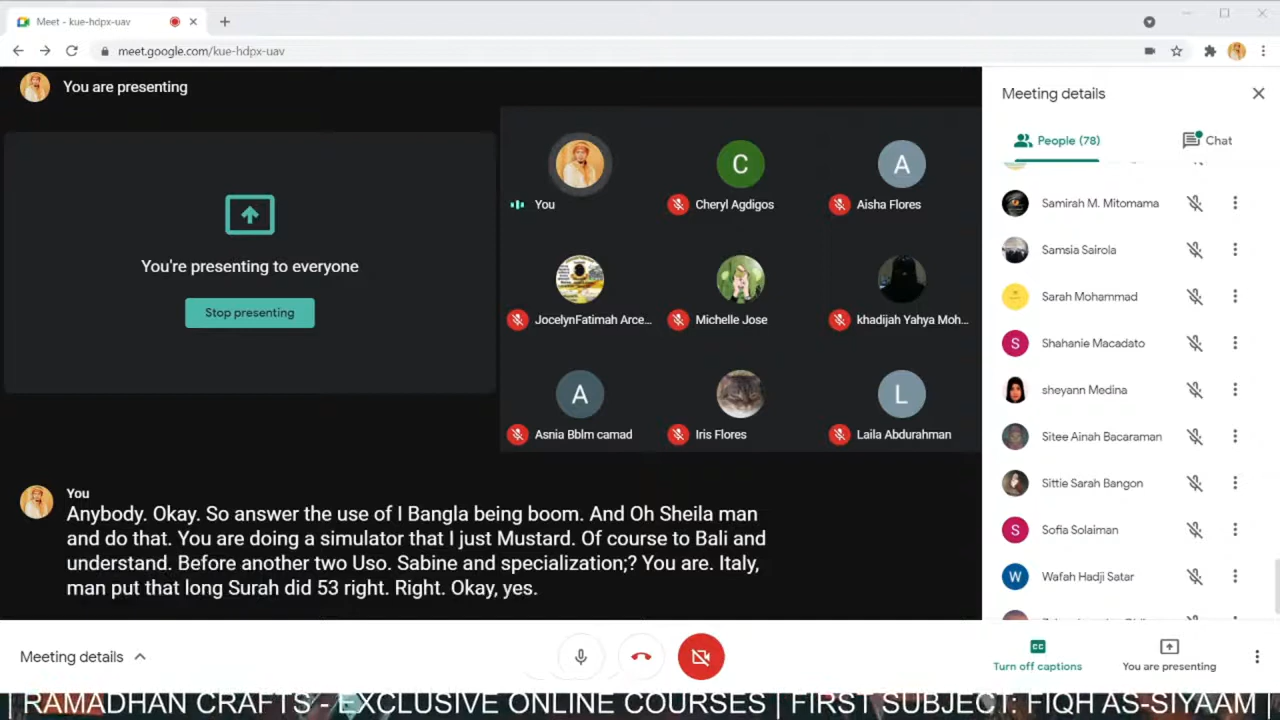 Meet - kue-hdpx-uav
meet.google.com/kue-hdpx-uav
You are presenting
Meeting details
People (78)
Chat
You're presenting to everyone
Stop presenting
You
C
Cheryl Agdigos
A
Aisha Flores
JocelynFatimah Arce...
Michelle Jose
khadijah Yahya Moh...
A
Asnia Bblm camad
Iris Flores
L
Laila Abdurahman
Samirah M. Mitomama
Samsia Sairola
Sarah Mohammad
S
Shahanie Macadato
sheyann Medina
Sitee Ainah Bacaraman
Sittie Sarah Bangon
S
Sofia Solaiman
W
Wafah Hadji Satar
You
Anybody. Okay. So answer the use of I Bangla being boom. And Oh Sheila man
and do that. You are doing a simulator that I just Mustard. Of course to Bali and
understand. Before another two Uso. Sabine and specialization;? You are. Italy,
man put that long Surah did 53 right. Right. Okay, yes.
Meeting details
CC
Turn off captions
You are presenting
| RAMADHAN CRAFTS - EXCLUSIVE ONLINE COURSES | FIRST SUBJECT: FIQH AS-SIYAAM |